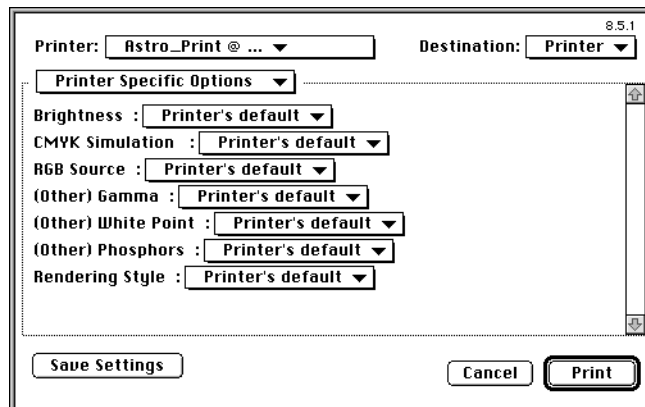 8.5.1
Printer: Astro_Print @ ... Destination: Printer
Printer Specific Options
Brightness : Printer's default
CMYK Simulation : Printer's default
RGB Source : Printer's default
(Other) Gamma : Printer's default
(Other) White Point : Printer's default
(Other) Phosphors : Printer's default
Rendering Style : Printer's default
Save Settings Cancel Print